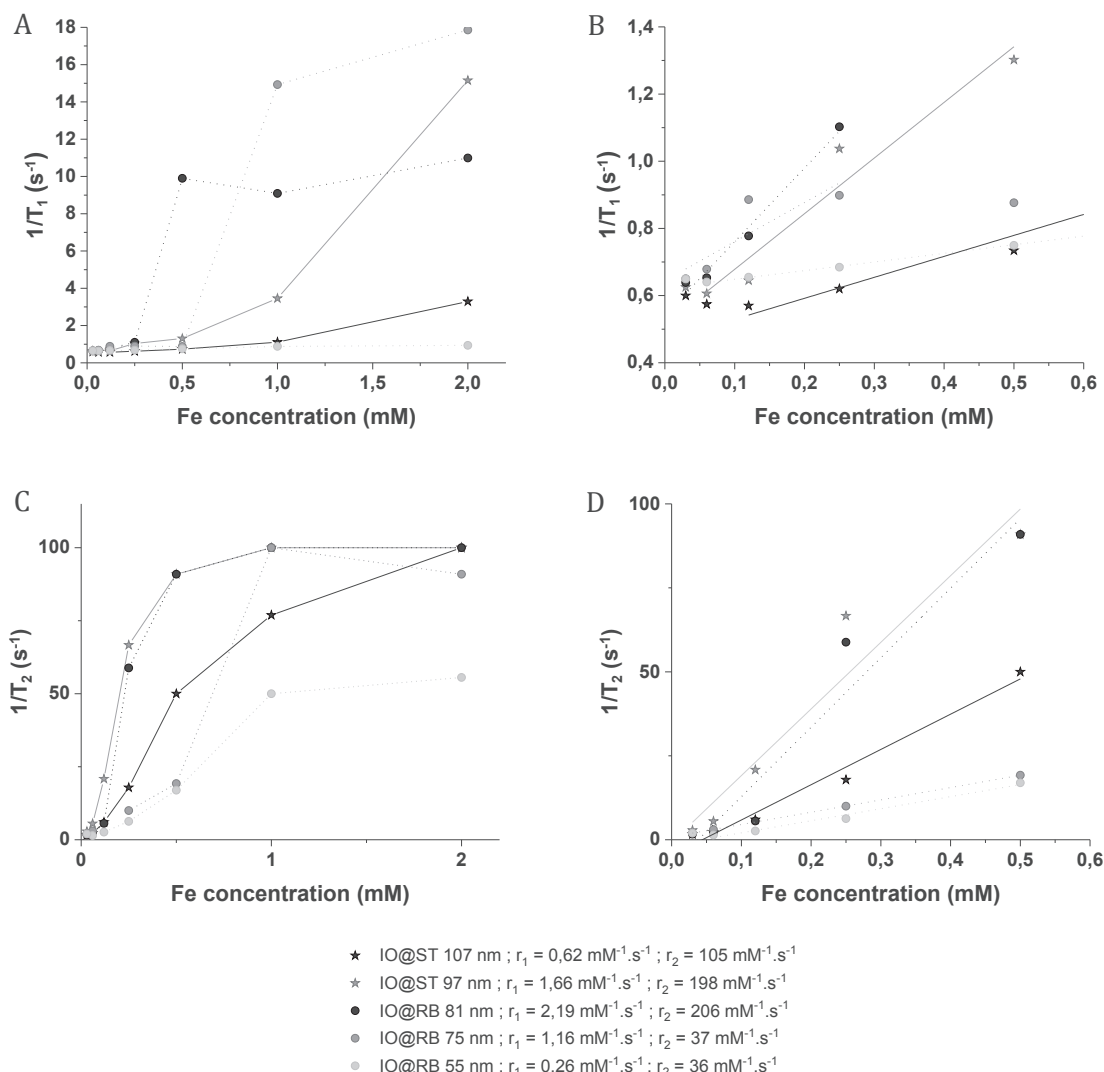 A
18
16
14
12
10
8
6
4
2
0
1/T₁ (s⁻¹)
0,0 0,5 1,0 1,5 2,0
Fe concentration (mM)
B
1,4
1,2
1,0
0,8
0,6
0,4
1/T₁ (s⁻¹)
0,0 0,1 0,2 0,3 0,4 0,5 0,6
Fe concentration (mM)
C
100
50
0
1/T₂ (s⁻¹)
0 1 2
Fe concentration (mM)
D
100
50
0
1/T₂ (s⁻¹)
0,0 0,1 0,2 0,3 0,4 0,5 0,6
Fe concentration (mM)
IO@ST 107 nm ; r₁ = 0,62 mM⁻¹.s⁻¹ ; r₂ = 105 mM⁻¹.s⁻¹
IO@ST 97 nm ; r₁ = 1,66 mM⁻¹.s⁻¹ ; r₂ = 198 mM⁻¹.s⁻¹
IO@RB 81 nm ; r₁ = 2,19 mM⁻¹.s⁻¹ ; r₂ = 206 mM⁻¹.s⁻¹
IO@RB 75 nm ; r₁ = 1,16 mM⁻¹.s⁻¹ ; r₂ = 37 mM⁻¹.s⁻¹
IO@RB 55 nm ; r₁ = 0,26 mM⁻¹.s⁻¹ ; r₂ = 36 mM⁻¹.s⁻¹